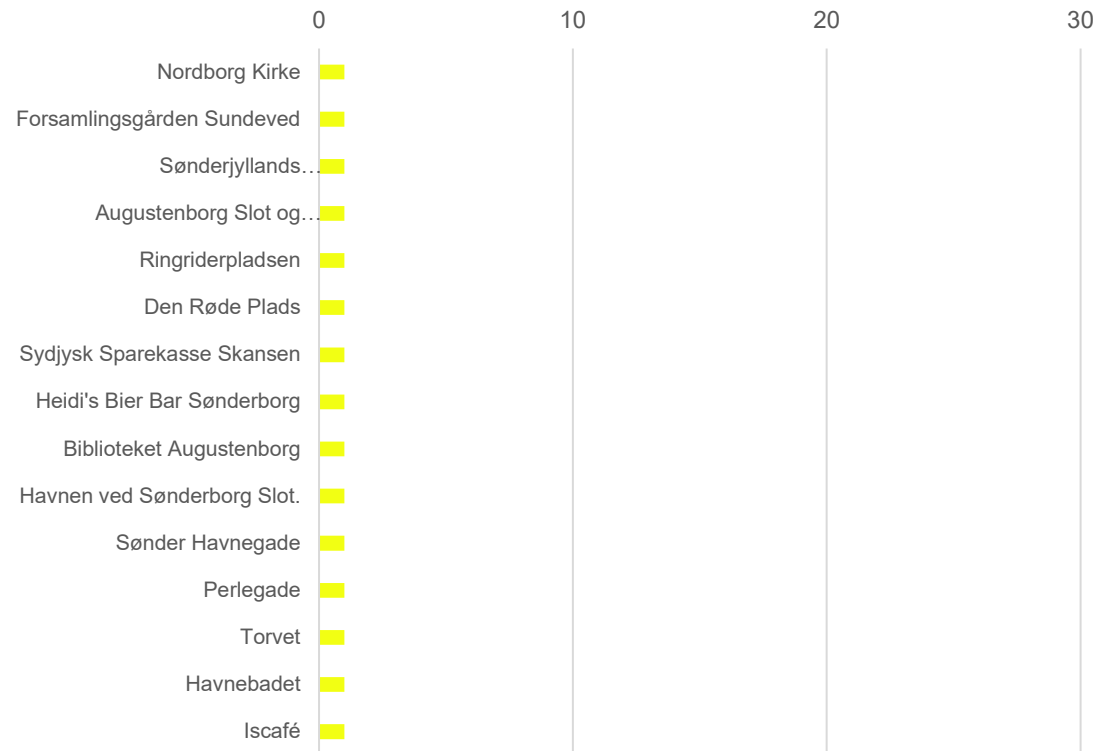 0 10 20 30
Nordborg Kirke
Forsamlingsgården Sundeved
Sønderjyllands…
Augustenborg Slot og…
Ringriderpladsen
Den Røde Plads
Sydjysk Sparekasse Skansen
Heidi's Bier Bar Sønderborg
Biblioteket Augustenborg
Havnen ved Sønderborg Slot.
Sønder Havnegade
Perlegade
Torvet
Havnebadet
Iscafé